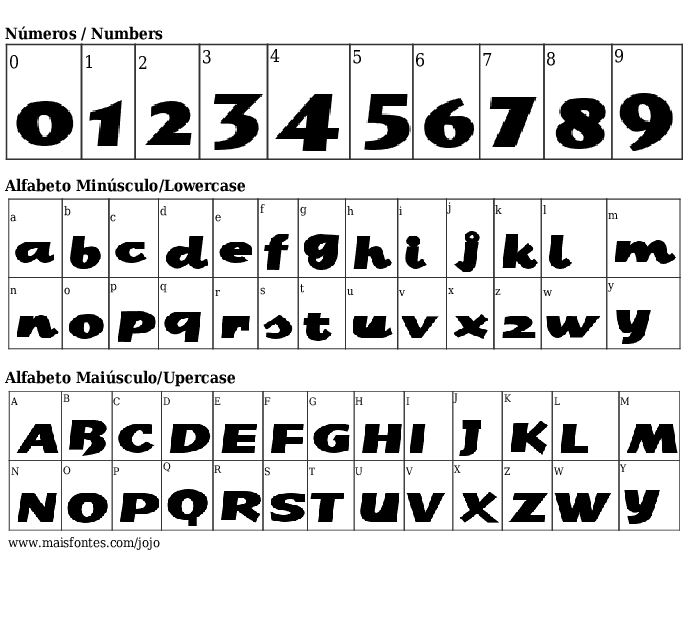 Números / Numbers
0 1 2 3 4 5 6 7 8 9
0 1 2 3 4 5 6 7 8 9
Alfabeto Minúsculo/Lowercase
a b c d e f g h i j k l m
a b c d e f g h i j k l m
n o p q r s t u v x z w y
n o p q r s t u v x z w y
Alfabeto Maiúsculo/Upercase
A B C D E F G H I J K L M
A B C D E F G H I J K L M
N O P Q R S T U V X Z W Y
N O P Q R S T U V X Z W Y
www.maisfontes.com/jojo